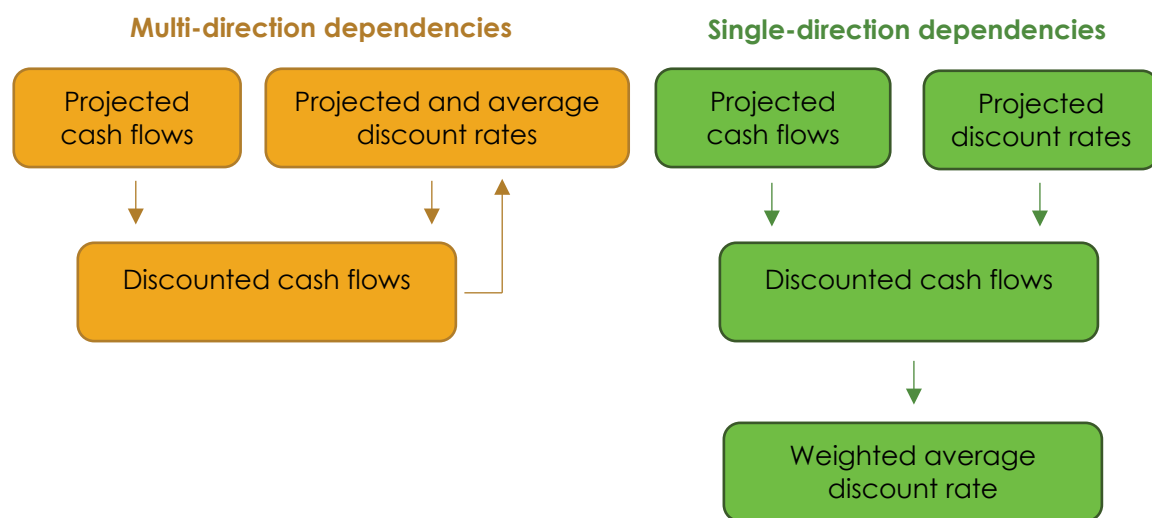 Multi-direction dependencies
Projected
cash flows
Projected and average
discount rates
Discounted cash flows
Single-direction dependencies
Projected
cash flows
Projected
discount rates
Discounted cash flows
Weighted average
discount rate